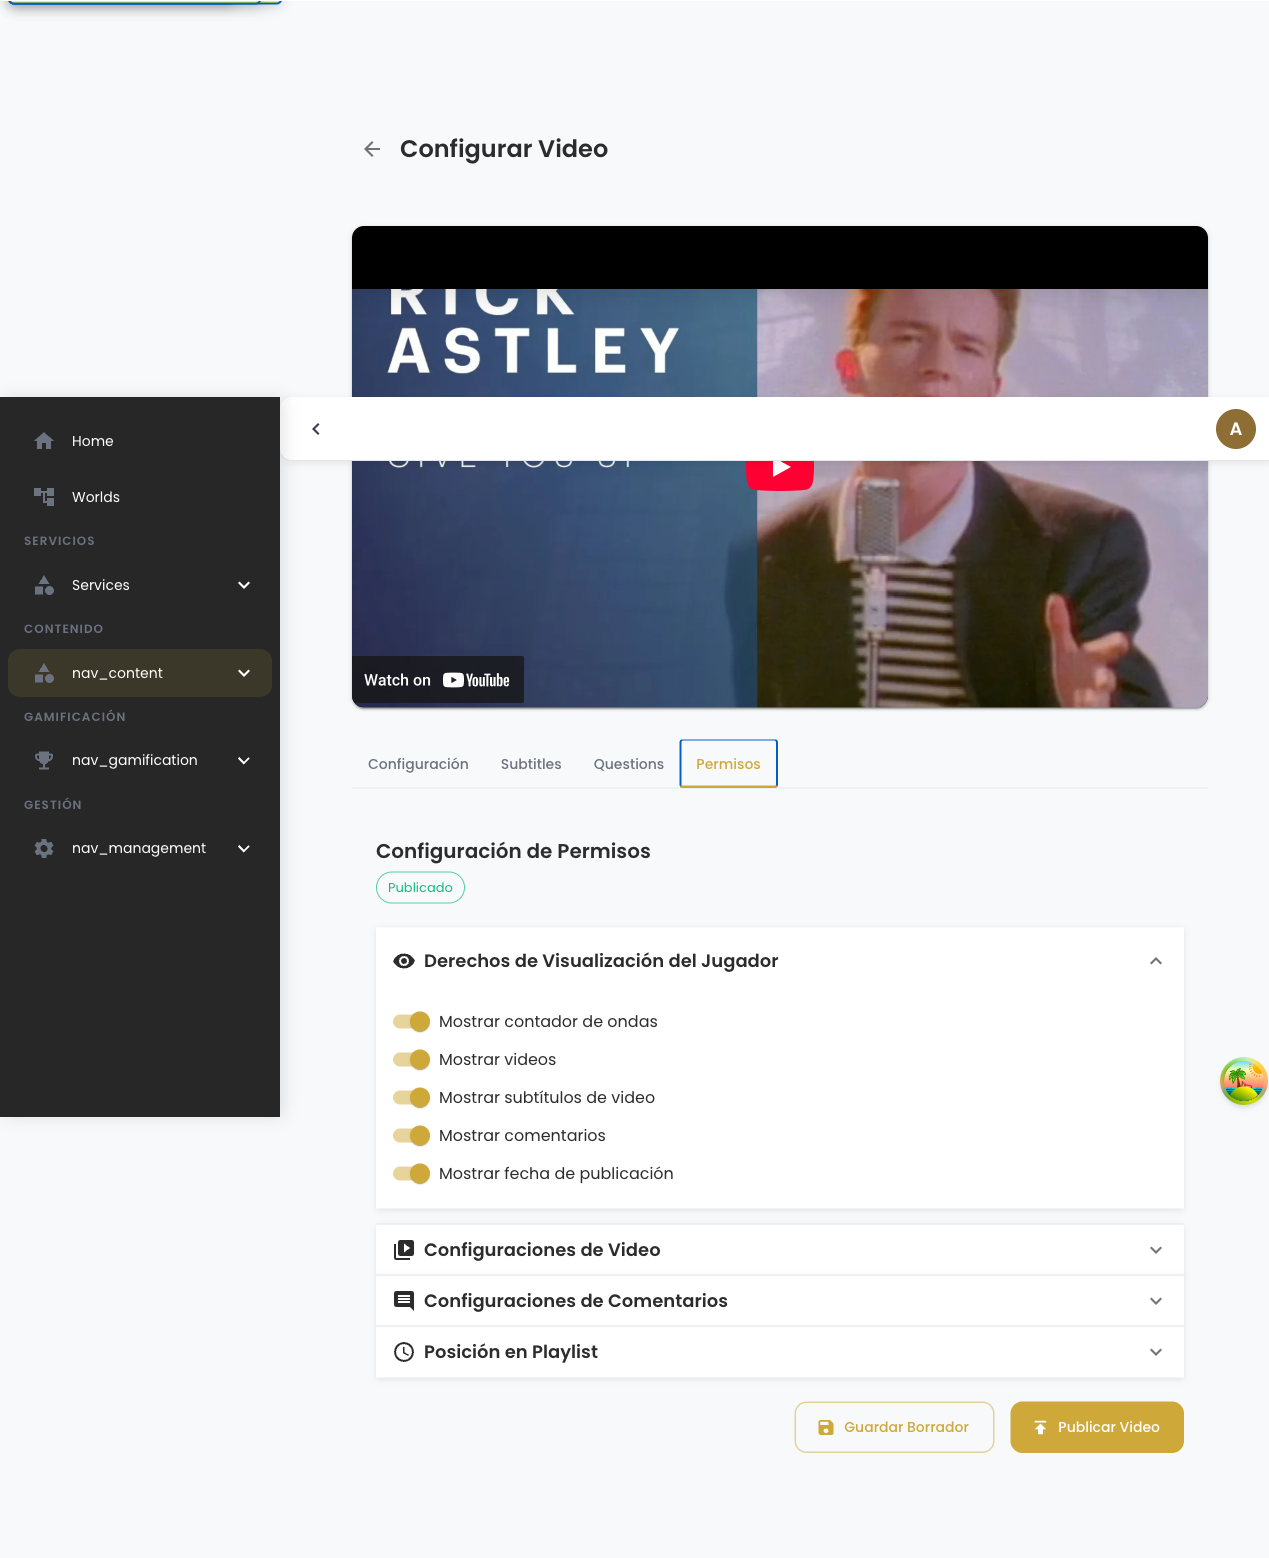 Configurar Video
RICK
ASTLEY
Watch on YouTube
Home
Worlds
SERVICIOS
Services
CONTENIDO
nav_content
GAMIFICACIÓN
nav_gamification
GESTIÓN
nav_management
A
Configuración Subtitles Questions Permisos
Configuración de Permisos
Publicado
Derechos de Visualización del Jugador
Mostrar contador de ondas
Mostrar videos
Mostrar subtítulos de video
Mostrar comentarios
Mostrar fecha de publicación
Configuraciones de Video
Configuraciones de Comentarios
Posición en Playlist
Guardar Borrador Publicar Video